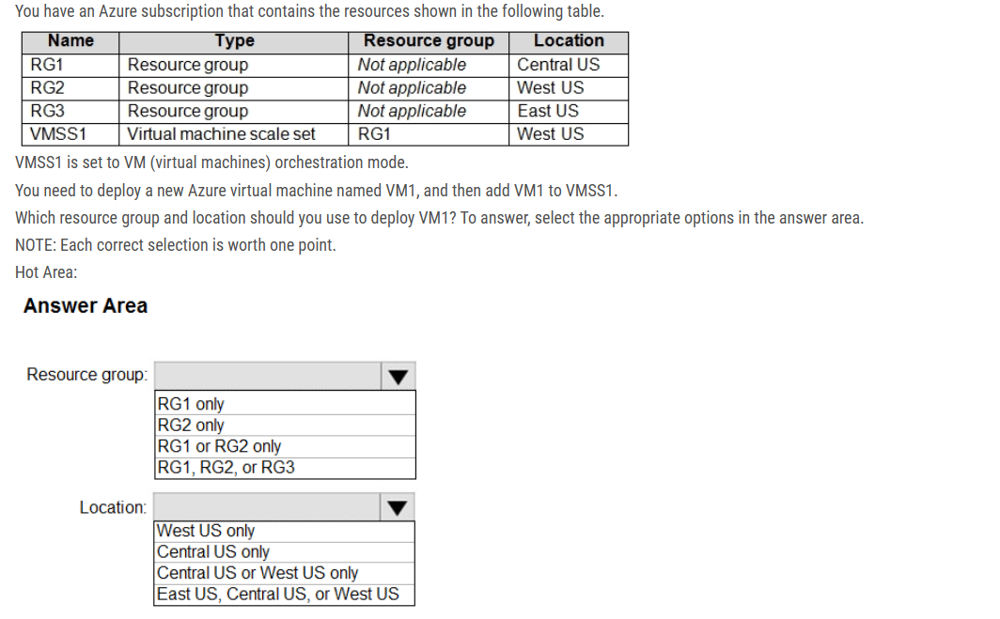 You have an Azure subscription that contains the resources shown in the following table.
Name Type Resource group Location
RG1 Resource group Not applicable Central US
RG2 Resource group Not applicable West US
RG3 Resource group Not applicable East US
VMSS1 Virtual machine scale set RG1 West US
VMSS1 is set to VM (virtual machines) orchestration mode.
You need to deploy a new Azure virtual machine named VM1, and then add VM1 to VMSS1.
Which resource group and location should you use to deploy VM1? To answer, select the appropriate options in the answer area.
NOTE: Each correct selection is worth one point.
Hot Area:
Answer Area
Resource group:
RG1 only
RG2 only
RG1 or RG2 only
RG1, RG2, or RG3
Location:
West US only
Central US only
Central US or West US only
East US, Central US, or West US